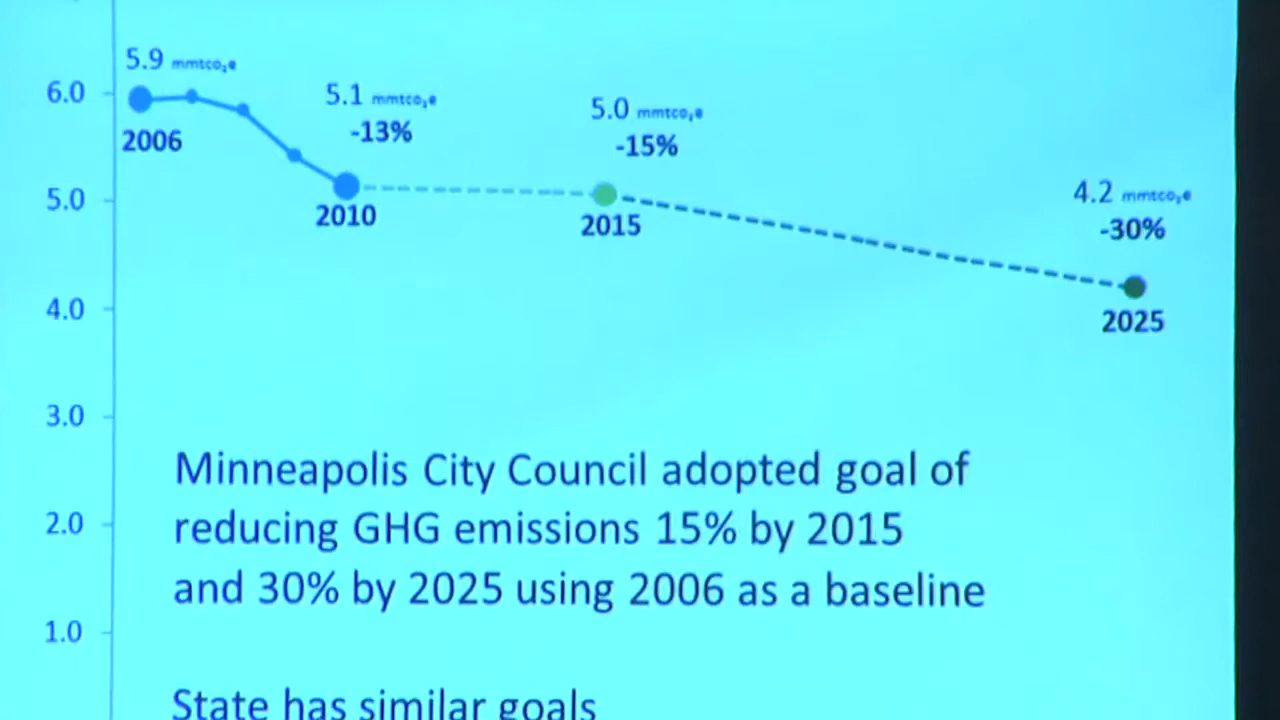 5.9 mmtco₂e
6.0
2006
5.1 mmtco₂e
-13%
5.0 mmtco₂e
-15%
4.2 mmtco₂e
-30%
5.0
2010
2015
4.0
2025
3.0
Minneapolis City Council adopted goal of
2.0
reducing GHG emissions 15% by 2015
and 30% by 2025 using 2006 as a baseline
1.0
State has similar goals